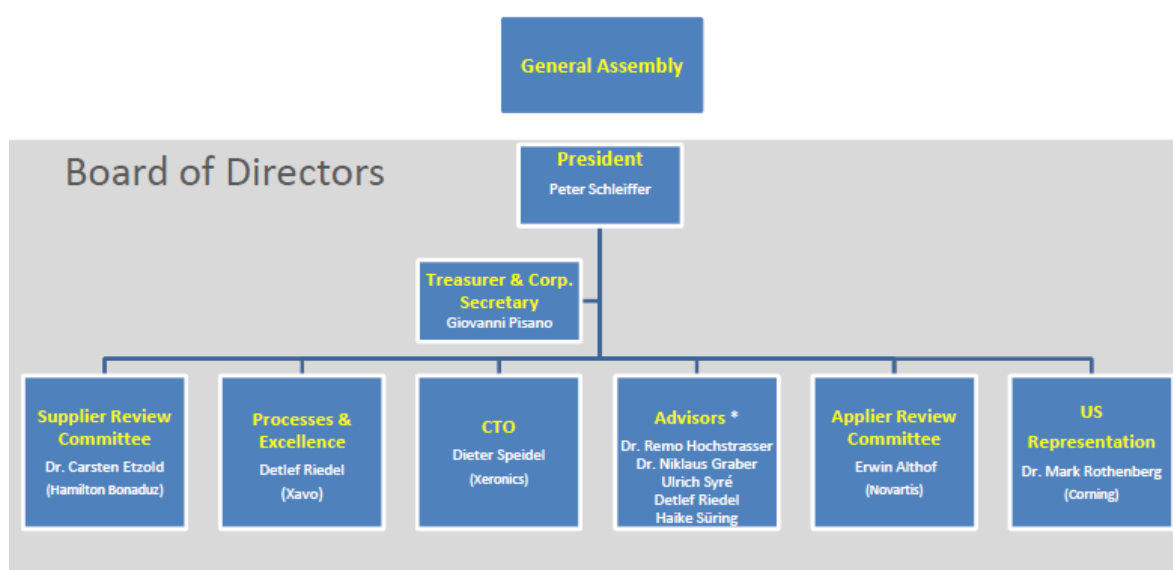 General Assembly
Board of Directors
President
Peter Schleiffer
Treasurer & Corp.
Secretary
Giovanni Pisano
Supplier Review
Committee
Dr. Carsten Etzold
(Hamilton Bonaduz)
Processes &
Excellence
Detlef Riedel
(Xavo)
CTO
Dieter Speidel
(Xeronics)
Advisors *
Dr. Remo Hochstrasser
Dr. Niklaus Graber
Ulrich Syré
Detlef Riedel
Haike Süring
Applier Review
Committee
Erwin Althof
(Novartis)
US
Representation
Dr. Mark Rothenberg
(Corning)